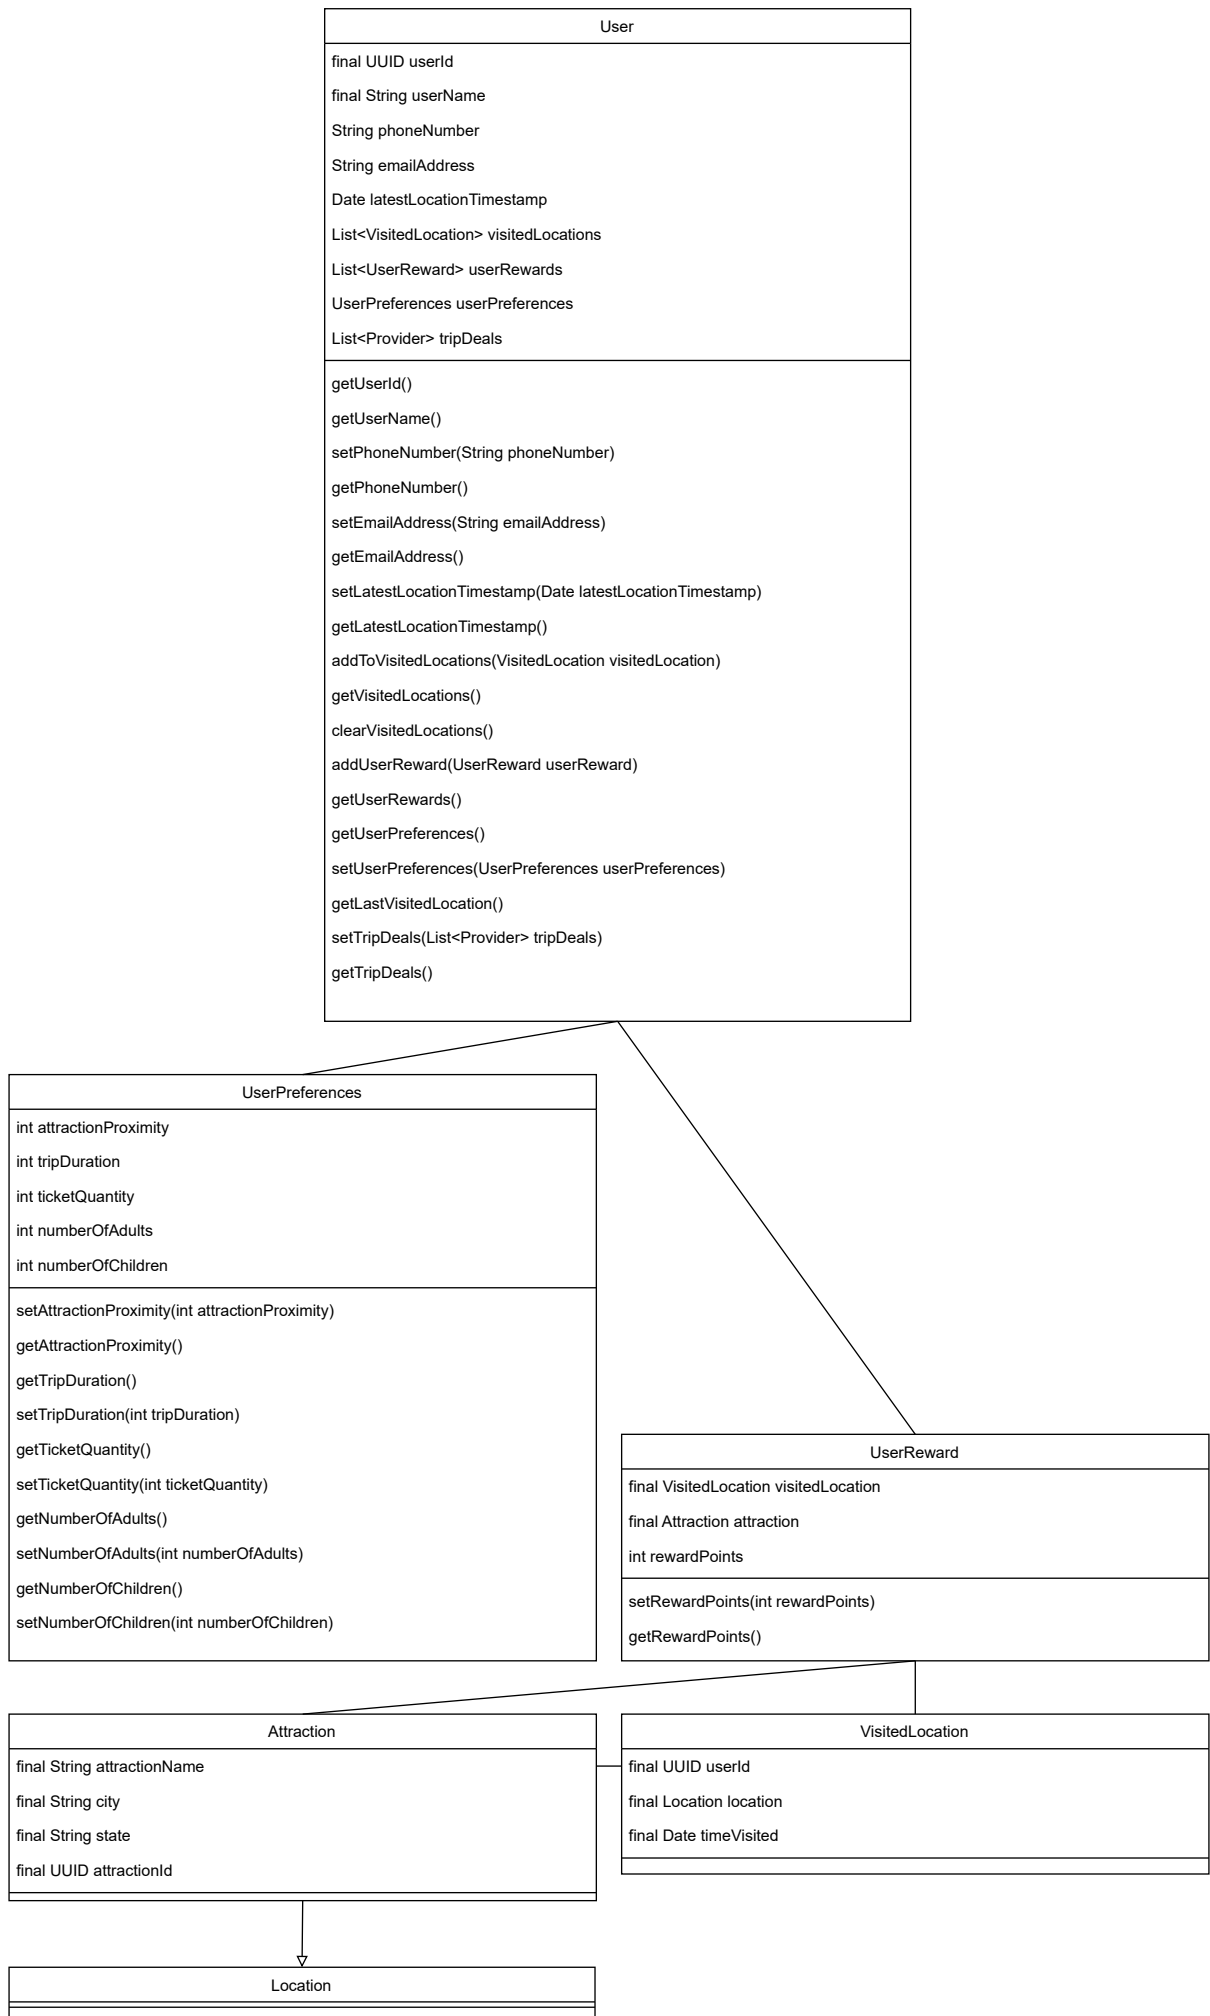 User
final UUID userId
final String userName
String phoneNumber
String emailAddress
Date latestLocationTimestamp
List<VisitedLocation> visitedLocations
List<UserReward> userRewards
UserPreferences userPreferences
List<Provider> tripDeals
getUserId()
getUserName()
setPhoneNumber(String phoneNumber)
getPhoneNumber()
setEmailAddress(String emailAddress)
getEmailAddress()
setLatestLocationTimestamp(Date latestLocationTimestamp)
getLatestLocationTimestamp()
addToVisitedLocations(VisitedLocation visitedLocation)
getVisitedLocations()
clearVisitedLocations()
addUserReward(UserReward userReward)
getUserRewards()
getUserPreferences()
setUserPreferences(UserPreferences userPreferences)
getLastVisitedLocation()
setTripDeals(List<Provider> tripDeals)
getTripDeals()
UserPreferences
int attractionProximity
int tripDuration
int ticketQuantity
int numberOfAdults
int numberOfChildren
setAttractionProximity(int attractionProximity)
getAttractionProximity()
getTripDuration()
setTripDuration(int tripDuration)
getTicketQuantity()
setTicketQuantity(int ticketQuantity)
getNumberOfAdults()
setNumberOfAdults(int numberOfAdults)
getNumberOfChildren()
setNumberOfChildren(int numberOfChildren)
UserReward
final VisitedLocation visitedLocation
final Attraction attraction
int rewardPoints
setRewardPoints(int rewardPoints)
getRewardPoints()
Attraction
final String attractionName
final String city
final String state
final UUID attractionId
VisitedLocation
final UUID userId
final Location location
final Date timeVisited
Location